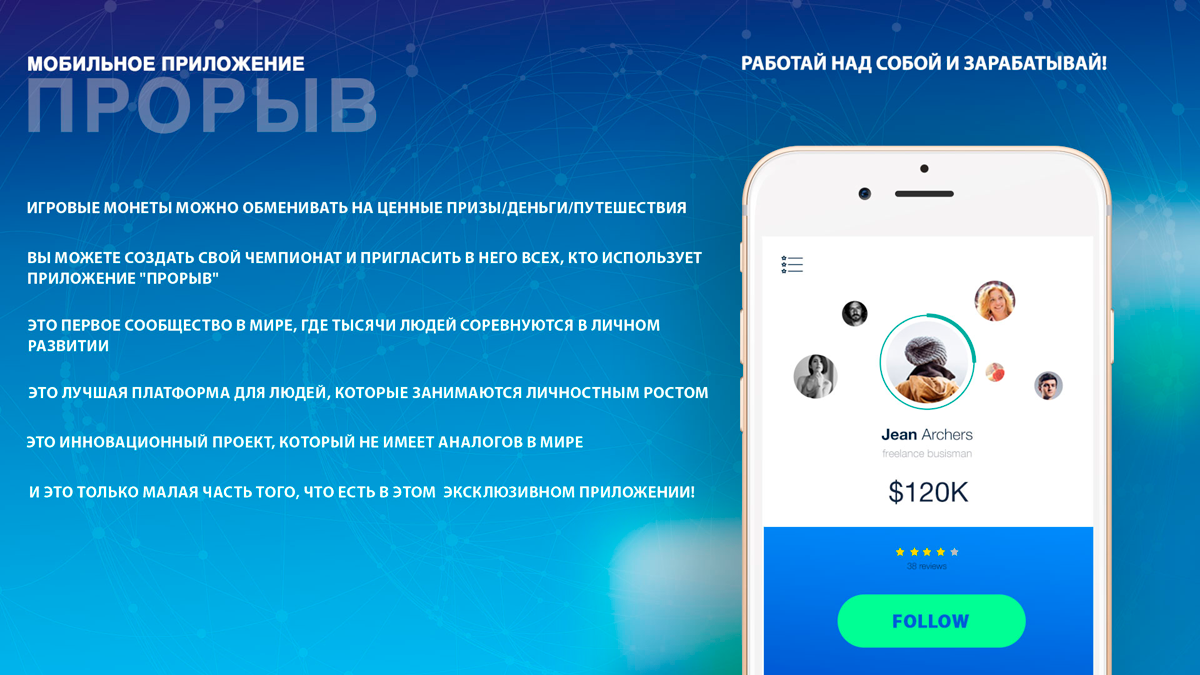 МОБИЛЬНОЕ ПРИЛОЖЕНИЕ
ПРОРЫВ
РАБОТАЙ НАД СОБОЙ И ЗАРАБАТЫВАЙ!
ИГРОВЫЕ МОНЕТЫ МОЖНО ОБМЕНИВАТЬ НА ЦЕННЫЕ ПРИЗЫ/ДЕНЬГИ/ПУТЕШЕСТВИЯ
ВЫ МОЖЕТЕ СОЗДАТЬ СВОЙ ЧЕМПИОНАТ И ПРИГЛАСИТЬ В НЕГО ВСЕХ, КТО ИСПОЛЬЗУЕТ
ПРИЛОЖЕНИЕ "ПРОРЫВ"
ЭТО ПЕРВОЕ СООБЩЕСТВО В МИРЕ, ГДЕ ТЫСЯЧИ ЛЮДЕЙ СОРЕВНУЮТСЯ В ЛИЧНОМ
РАЗВИТИИ
ЭТО ЛУЧШАЯ ПЛАТФОРМА ДЛЯ ЛЮДЕЙ, КОТОРЫЕ ЗАНИМАЮТСЯ ЛИЧНОСТНЫМ РОСТОМ
ЭТО ИННОВАЦИОННЫЙ ПРОЕКТ, КОТОРЫЙ НЕ ИМЕЕТ АНАЛОГОВ В МИРЕ
И ЭТО ТОЛЬКО МАЛАЯ ЧАСТЬ ТОГО, ЧТО ЕСТЬ В ЭТОМ ЭКСКЛЮЗИВНОМ ПРИЛОЖЕНИИ!
Jean Archers
freelance busisman
$120K
38 reviews
FOLLOW